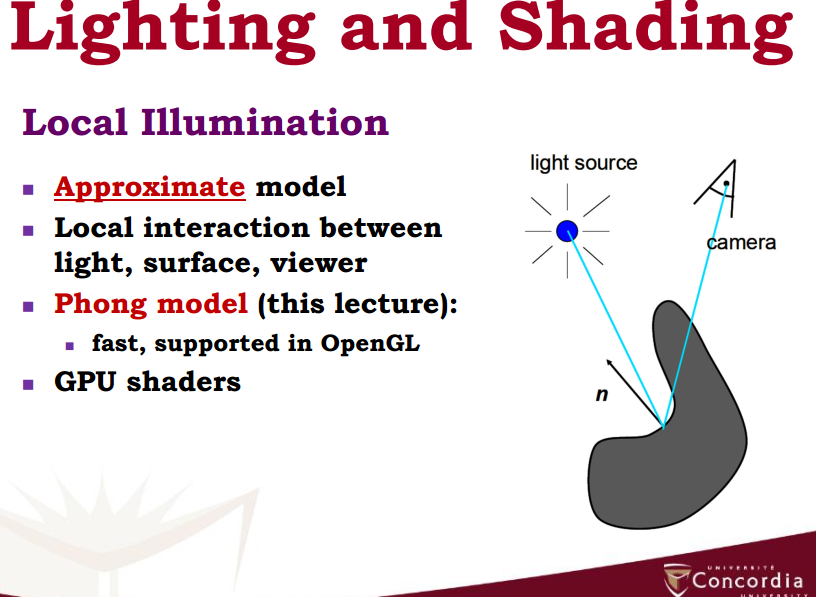 Lighting and Shading
Local Illumination
Approximate model
Local interaction between
light, surface, viewer
Phong model (this lecture):
fast, supported in OpenGL
GPU shaders
light source
camera
n
UNIVERSITÉ
Concordia
UNIVERSITY